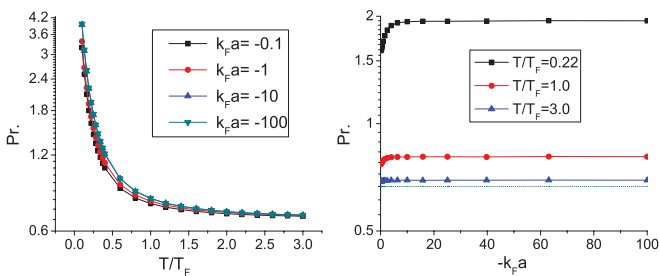 4.2
3.6
3
2.4
1.8
1.2
0.6
Pr.
k_F a= -0.1
k_F a= -1
k_F a= -10
k_F a= -100
0.0 0.5 1.0 1.5 2.0 2.5 3.0
T/T_F
2
1.5
1
0.5
Pr.
T/T_F=0.22
T/T_F=1.0
T/T_F=3.0
0 20 40 60 80 100
-k_F a